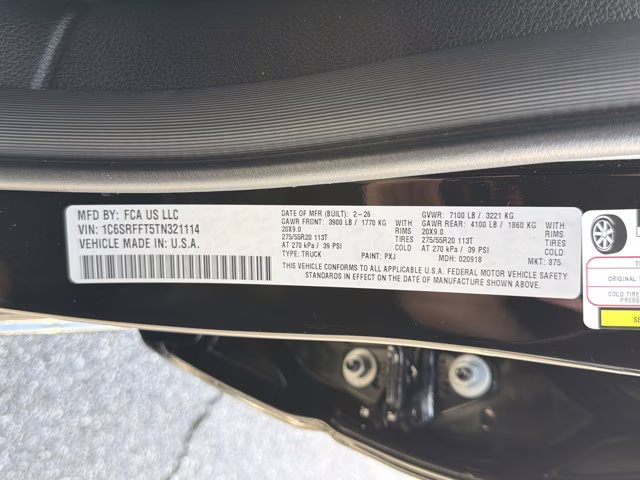 MFD BY: FCA US LLC
VIN: 1C6SRFFT5TN321114
VEHICLE MADE IN: U.S.A.
DATE OF MFR (BUILT): 2-26
GAWR FRONT: 3900 LB / 1770 KG
20X9.0 RIMS
275/55R20 113T TIRES
AT 270 kPa / 39 PSI COLD
TYPE: TRUCK PAINT: PXJ
GVWR: 7100 LB / 3221 KG
GAWR REAR: 4100 LB / 1860 KG
20X9.0 RIMS
275/55R20 113T TIRES
AT 270 kPa / 39 PSI COLD
MDH: 020918 MKT: 875
THIS VEHICLE CONFORMS TO ALL APPLICABLE U.S.A. FEDERAL MOTOR VEHICLE SAFETY
STANDARDS IN EFFECT ON THE DATE OF MANUFACTURE SHOWN ABOVE.
ORIGINAL
COLD TIRE
PRESS